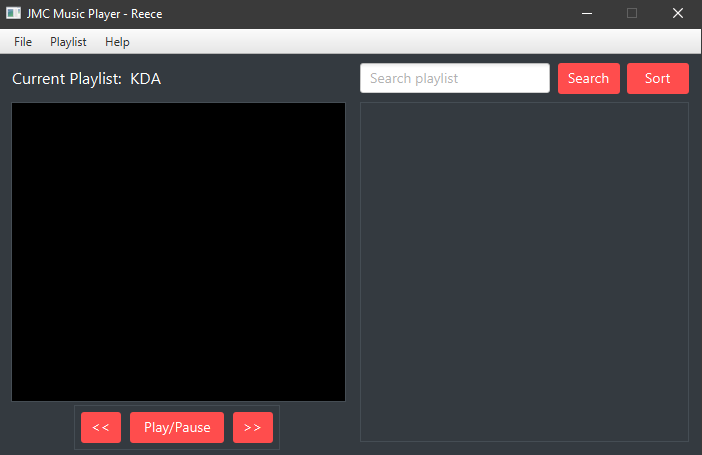 JMC Music Player - Reece
File Playlist Help
Current Playlist: KDA
Search playlist Search Sort
<< Play/Pause >>